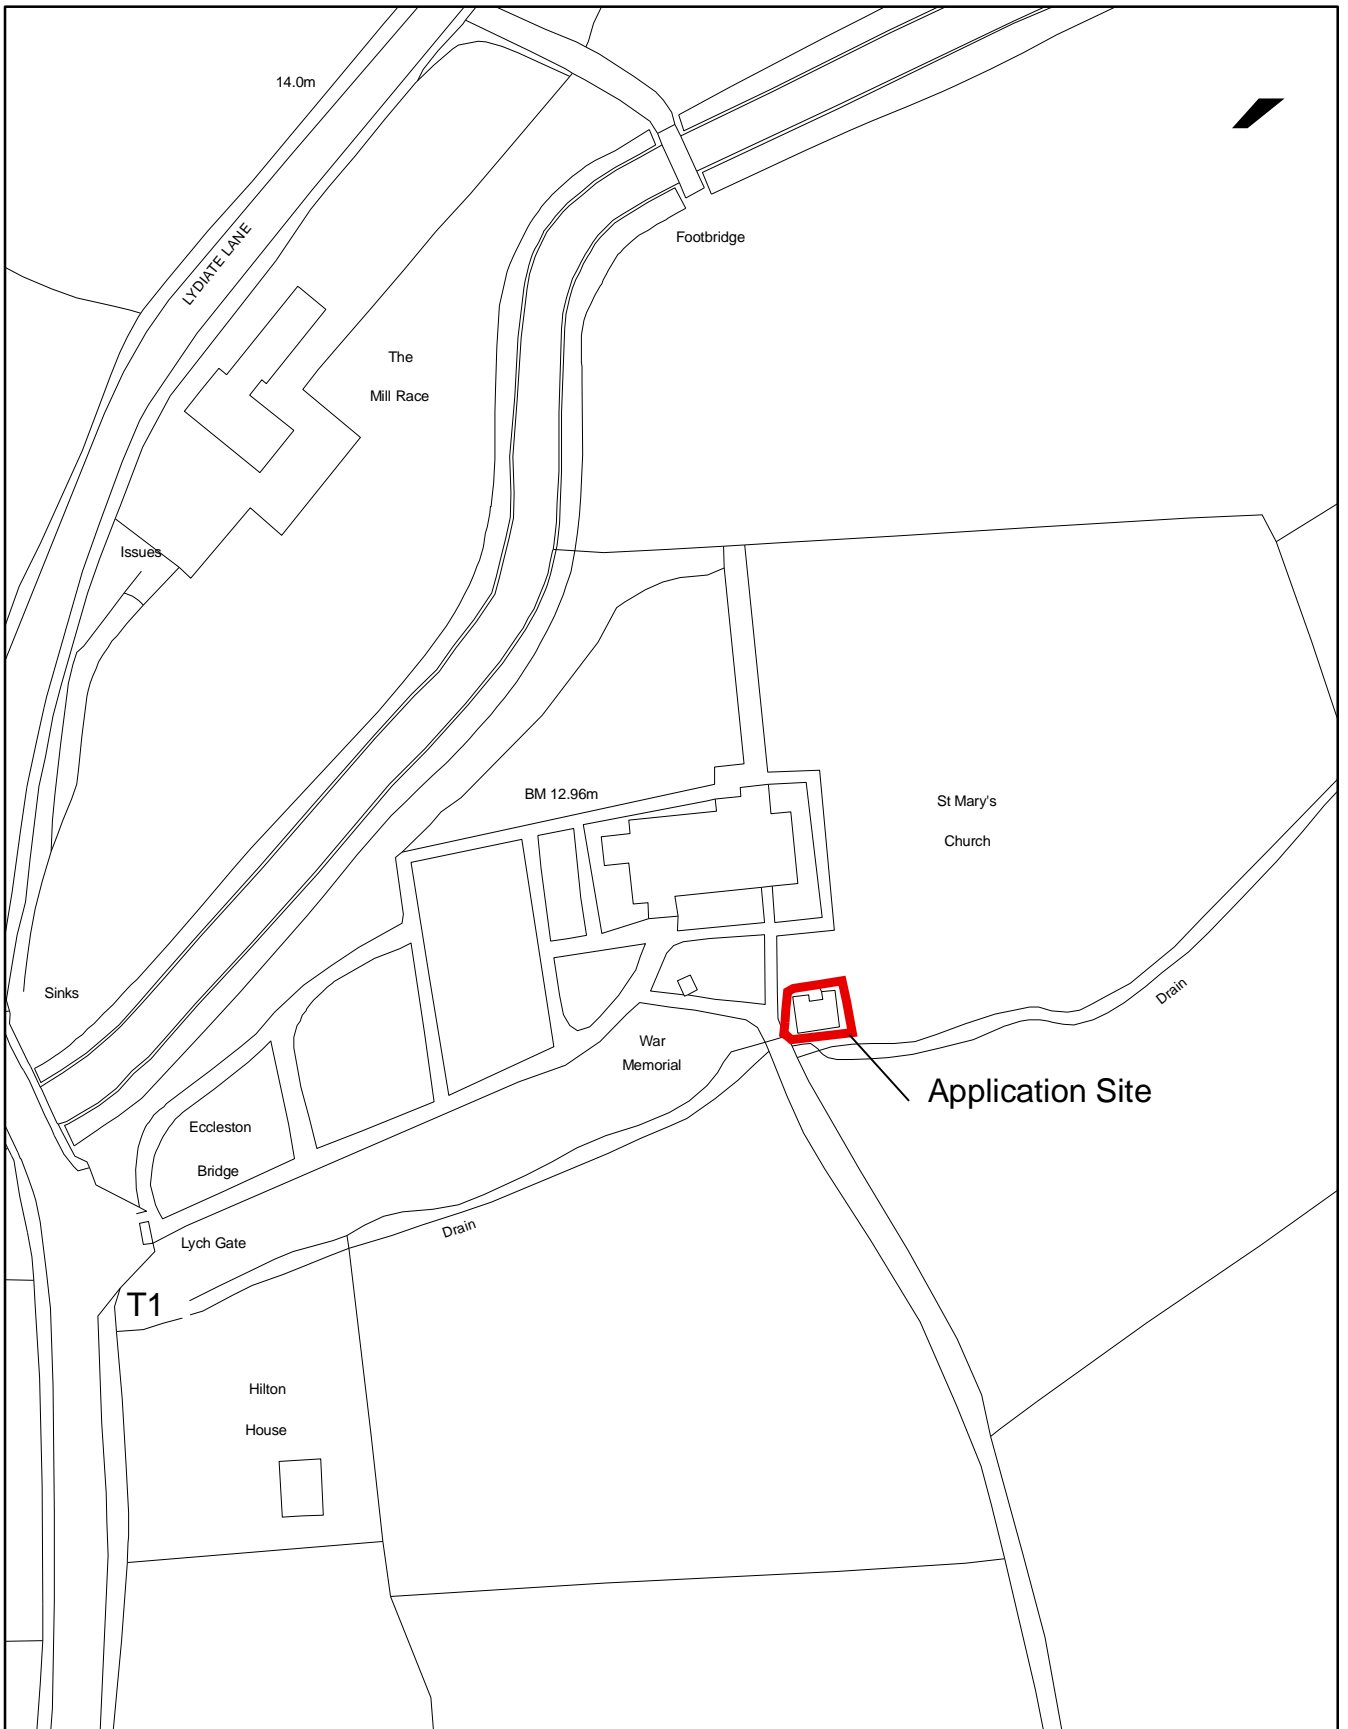 14.0m
LYDIATE LANE
Footbridge
The
Mill Race
Issues
BM 12.96m
St Mary's
Church
Sinks
Drain
War
Memorial
Application Site
Eccleston
Bridge
Drain
Lych Gate
T1
Hilton
House